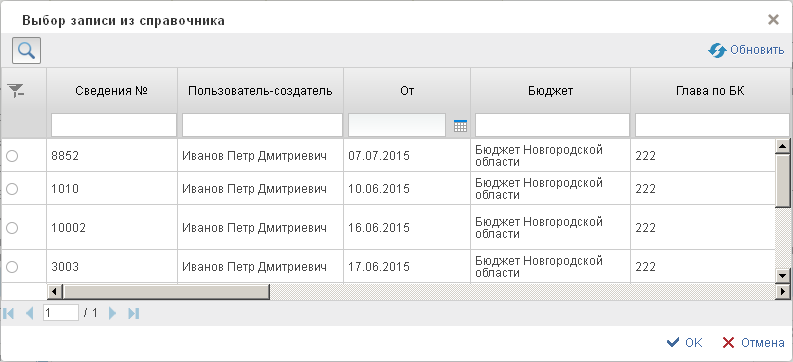 Выбор записи из справочника
Обновить
Сведения № Пользователь-создатель От Бюджет Глава по БК
8852 Иванов Петр Дмитриевич 07.07.2015 Бюджет Новгородской области 222
1010 Иванов Петр Дмитриевич 10.06.2015 Бюджет Новгородской области 222
10002 Иванов Петр Дмитриевич 16.06.2015 Бюджет Новгородской области 222
3003 Иванов Петр Дмитриевич 17.06.2015 Бюджет Новгородской области 222
1 / 1
OK Отмена